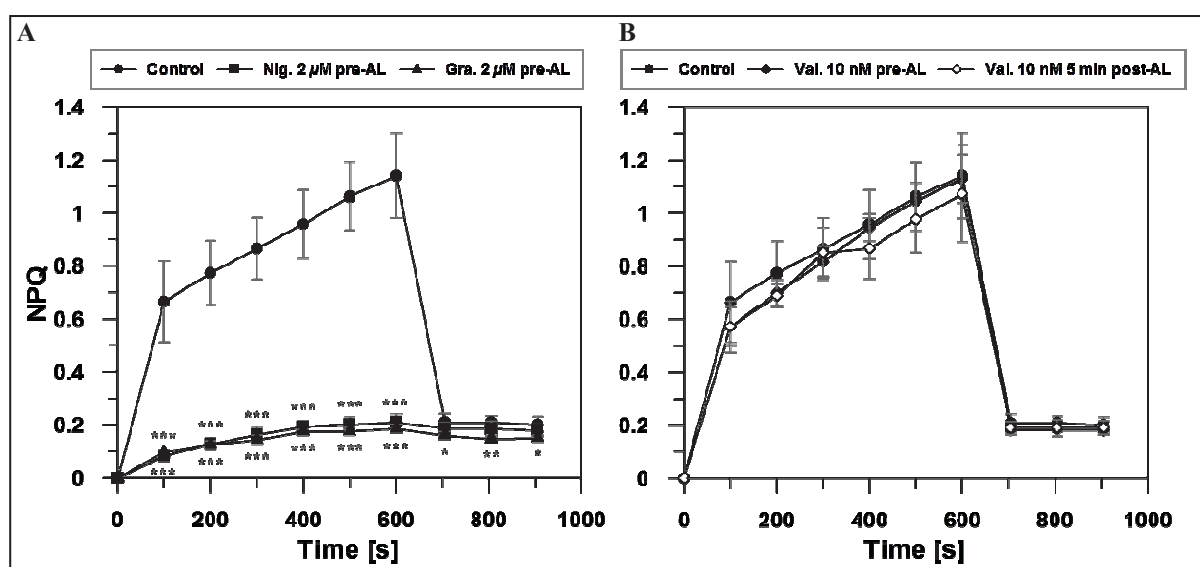 A
Control Nig. 2 µM pre-AL Gra. 2 µM pre-AL
1.4
1.2
1
0.8
0.6
0.4
0.2
0
NPQ
*** *** *** *** *** ***
*** *** *** *** *** *** * ** *
0 200 400 600 800 1000
Time [s]
B
Control Val. 10 nM pre-AL Val. 10 nM 5 min post-AL
1.4
1.2
1
0.8
0.6
0.4
0.2
0
0 200 400 600 800 1000
Time [s]